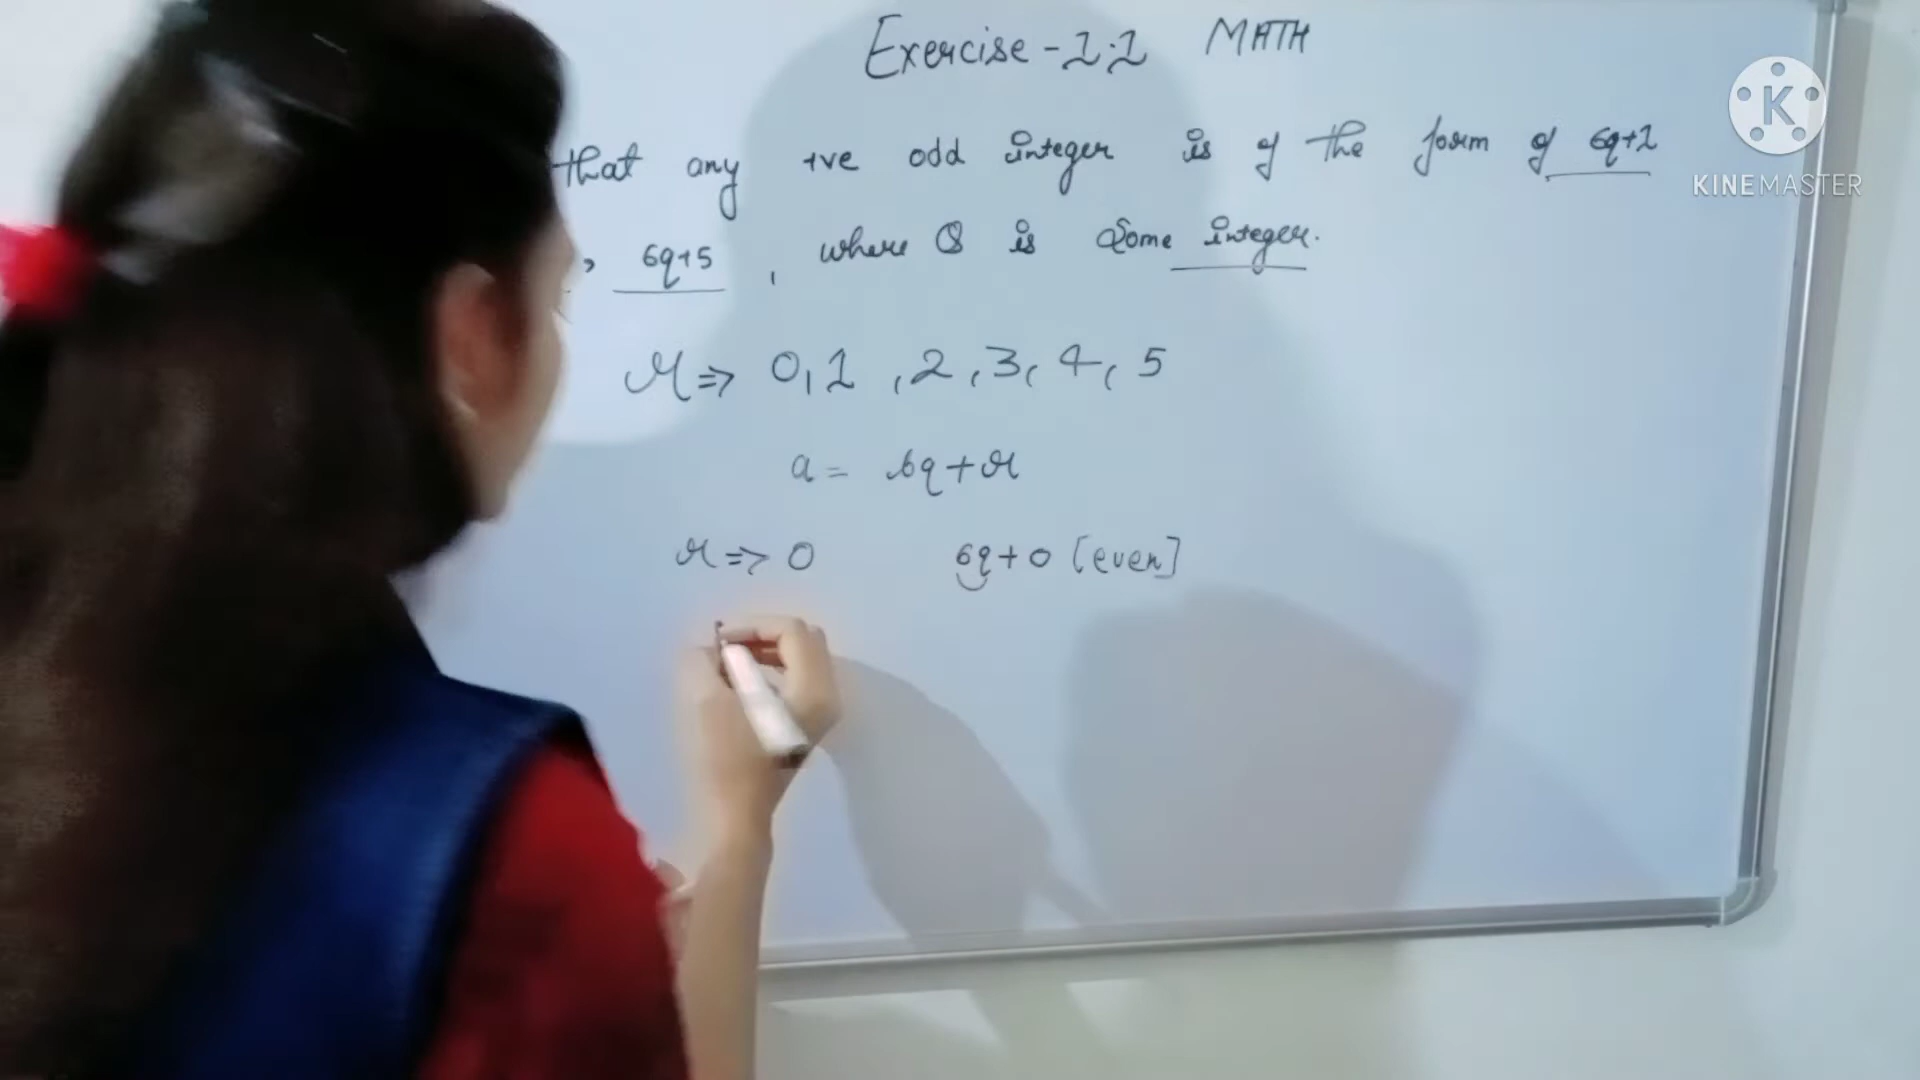 Exercise - 1.1 MATH
that any +ve odd integer is of the form of 6q+1
, 6q+5 , where Q is some integer.
r ⇒ 0, 1, 2, 3, 4, 5
a = 6q + r
r ⇒ 0 6q + 0 [even]
K
KINEMASTER